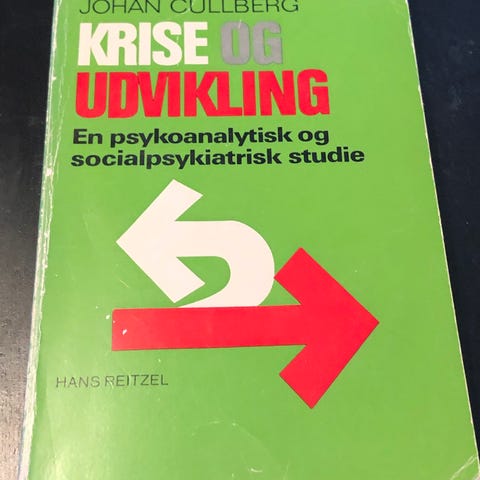 JOHAN CULLBERG
KRISE OG
UDVIKLING
En psykoanalytisk og
socialpsykiatrisk studie
HANS REITZEL